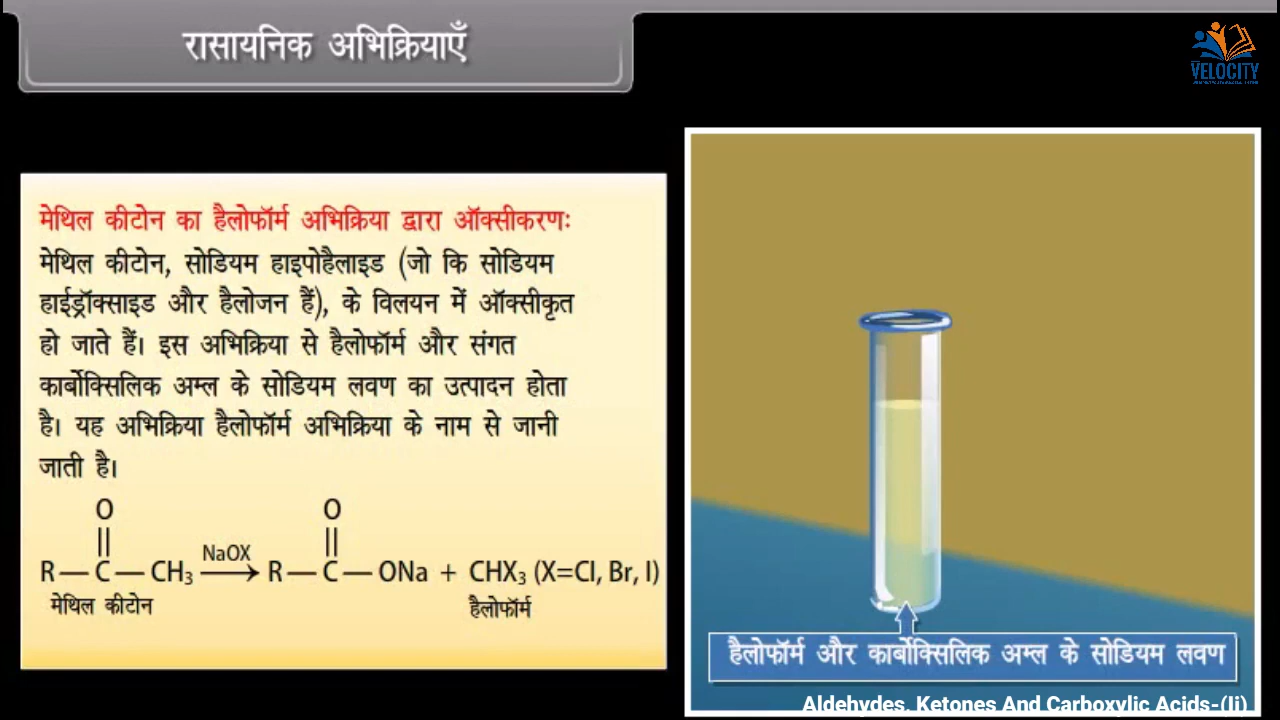 रासायनिक अभिक्रियाएँ
VELOCITY
मेथिल कीटोन का हैलोफॉर्म अभिक्रिया द्वारा ऑक्सीकरणः
मेथिल कीटोन, सोडियम हाइपोहैलाइड (जो कि सोडियम
हाईड्रॉक्साइड और हैलोजन हैं), के विलयन में ऑक्सीकृत
हो जाते हैं। इस अभिक्रिया से हैलोफॉर्म और संगत
कार्बोक्सिलिक अम्ल के सोडियम लवण का उत्पादन होता
है। यह अभिक्रिया हैलोफॉर्म अभिक्रिया के नाम से जानी
जाती है।
O O
|| ||
R — C — CH₃ NaOX⟶ R — C — ONa + CHX₃ (X=Cl, Br, I)
मेथिल कीटोन हैलोफॉर्म
हैलोफॉर्म और कार्बोक्सिलिक अम्ल के सोडियम लवण
Aldehydes, Ketones And Carboxylic Acids-(Ii)